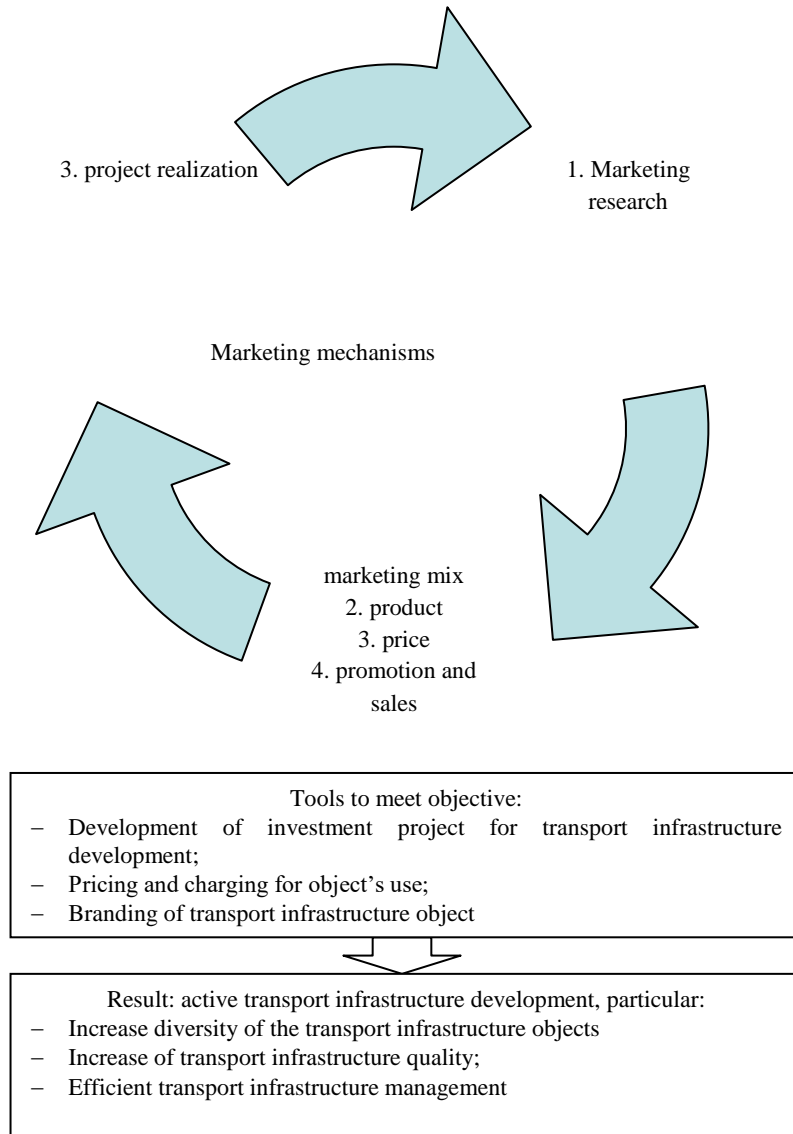 3. project realization
1. Marketing
research
Marketing mechanisms
marketing mix
2. product
3. price
4. promotion and
sales
Tools to meet objective:
− Development of investment project for transport infrastructure
development;
− Pricing and charging for object’s use;
− Branding of transport infrastructure object
Result: active transport infrastructure development, particular:
− Increase diversity of the transport infrastructure objects
− Increase of transport infrastructure quality;
− Efficient transport infrastructure management